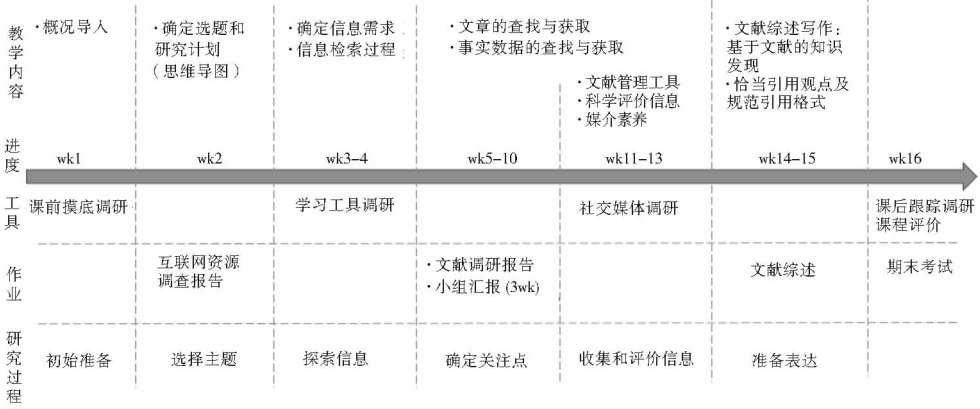 教学内容
·概况导入
·确定选题和
研究计划
(思维导图)
·确定信息需求
·信息检索过程
·文章的查找与获取
·事实数据的查找与获取
·文献管理工具
·科学评价信息
·媒介素养
·文献综述写作:
基于文献的知识
发现
·恰当引用观点及
规范引用格式
进度
wk1
wk2
wk3-4
wk5-10
wk11-13
wk14-15
wk16
工具
课前摸底调研
学习工具调研
社交媒体调研
课后跟踪调研
课程评价
作业
互联网资源
调查报告
·文献调研报告
·小组汇报(3wk)
文献综述
期末考试
研究过程
初始准备
选择主题
探索信息
确定关注点
收集和评价信息
准备表达